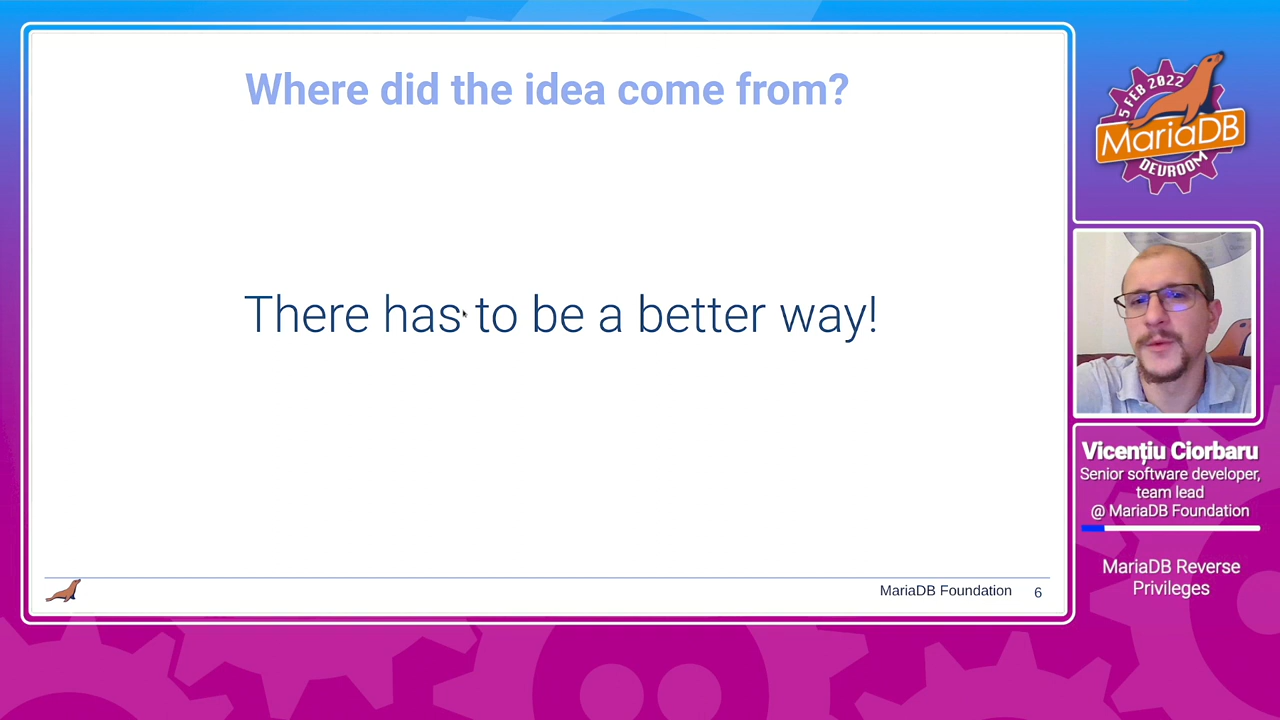 Where did the idea come from?
There has to be a better way!
MariaDB Foundation 6
5 FEB 2022
MariaDB
DEVROOM
Vicențiu Ciorbaru
Senior software developer,
team lead
@ MariaDB Foundation
MariaDB Reverse
Privileges